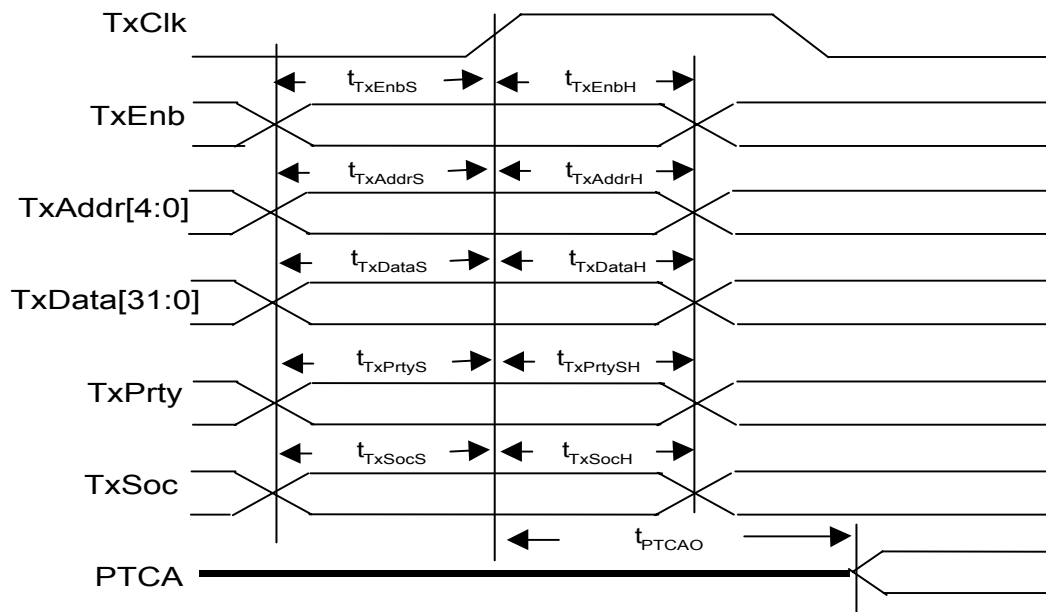 TxClk
tTxEnbS tTxEnbH
TxEnb
tTxAddrS tTxAddrH
TxAddr[4:0]
tTxDataS tTxDataH
TxData[31:0]
tTxPrtyS tTxPrtySH
TxPrty
tTxSocS tTxSocH
TxSoc
tPTCAO
PTCA